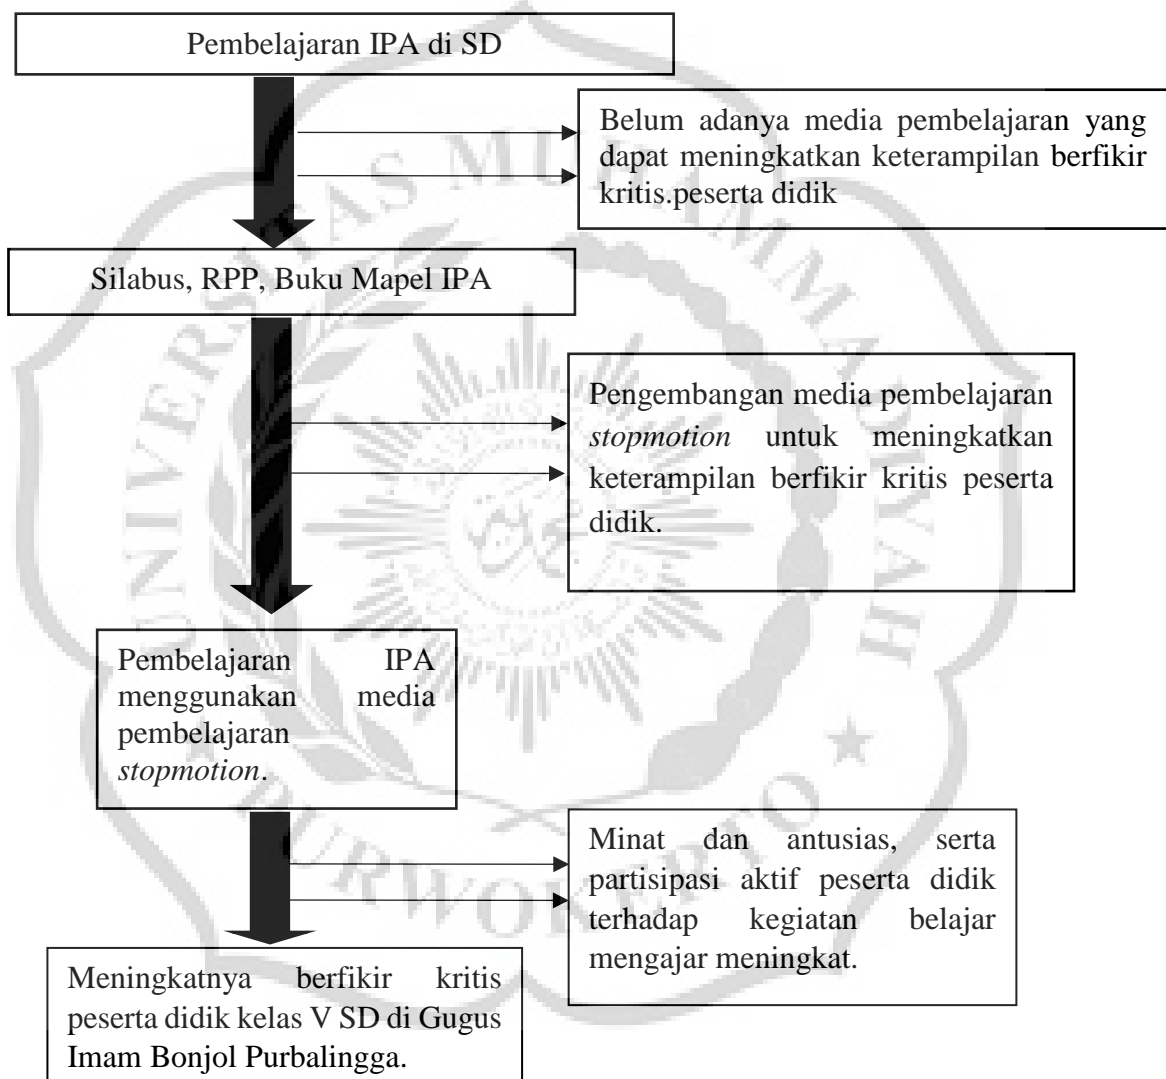 Pembelajaran IPA di SD
Belum adanya media pembelajaran yang
dapat meningkatkan keterampilan berfikir
kritis.peserta didik
Silabus, RPP, Buku Mapel IPA
Pengembangan media pembelajaran
stopmotion untuk meningkatkan
keterampilan berfikir kritis peserta
didik.
Pembelajaran IPA
menggunakan media
pembelajaran
stopmotion.
Minat dan antusias, serta
partisipasi aktif peserta didik
terhadap kegiatan belajar
mengajar meningkat.
Meningkatnya berfikir kritis
peserta didik kelas V SD di Gugus
Imam Bonjol Purbalingga.
UNIVERSITAS MUHAMMADIYAH
PURWOKERTO